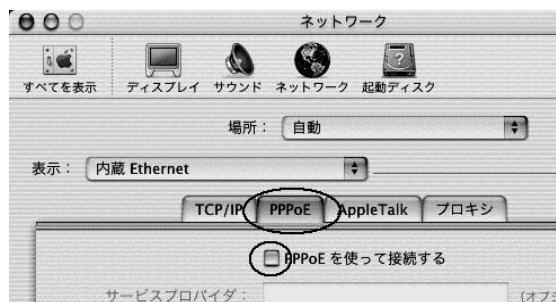 ネットワーク
すべてを表示 ディスプレイ サウンド ネットワーク 起動ディスク
場所： 自動
表示： 内蔵 Ethernet
TCP/IP PPPoE AppleTalk プロキシ
PPPoE を使って接続する
サービスプロバイダ： (オプ